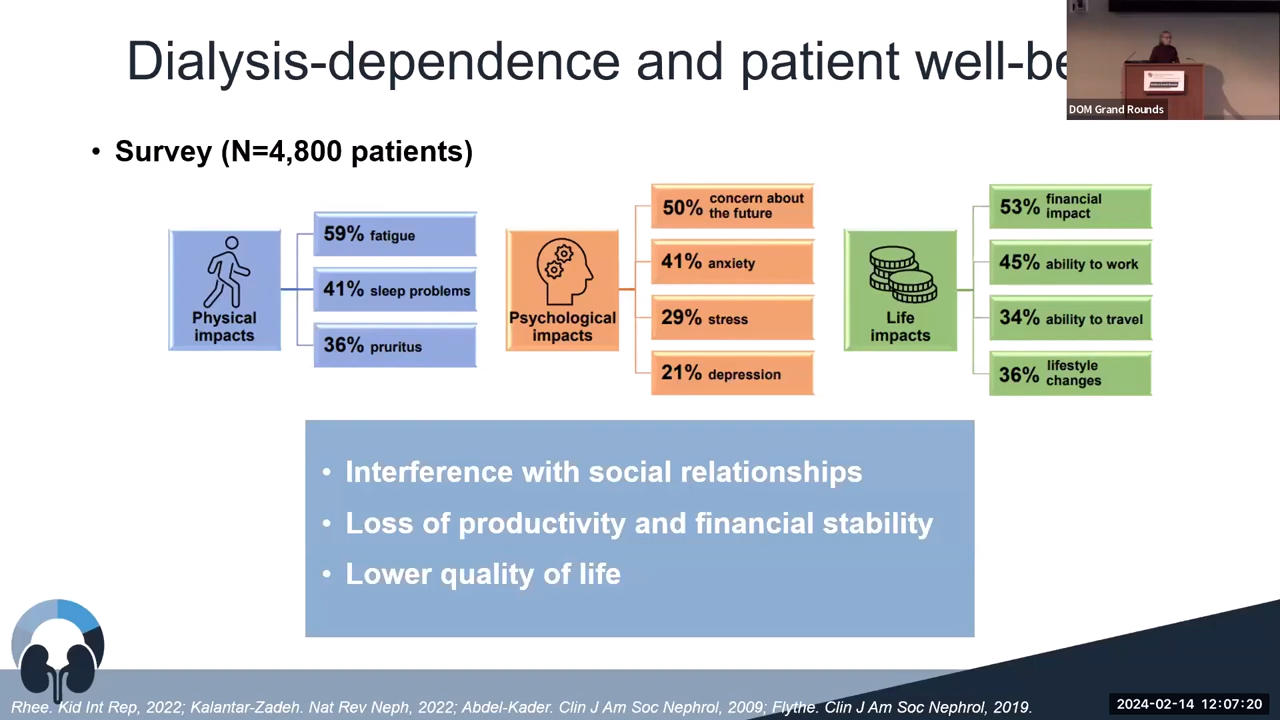 Dialysis-dependence and patient well-be
DOM Grand Rounds
• Survey (N=4,800 patients)
Physical
impacts
59% fatigue
41% sleep problems
36% pruritus
Psychological
impacts
50% concern about
the future
41% anxiety
29% stress
21% depression
Life
impacts
53% financial
impact
45% ability to work
34% ability to travel
36% lifestyle
changes
• Interference with social relationships
• Loss of productivity and financial stability
• Lower quality of life
Rhee. Kid Int Rep, 2022; Kalantar-Zadeh. Nat Rev Neph, 2022; Abdel-Kader. Clin J Am Soc Nephrol, 2009; Flythe. Clin J Am Soc Nephrol, 2019.
2024-02-14 12:07:20